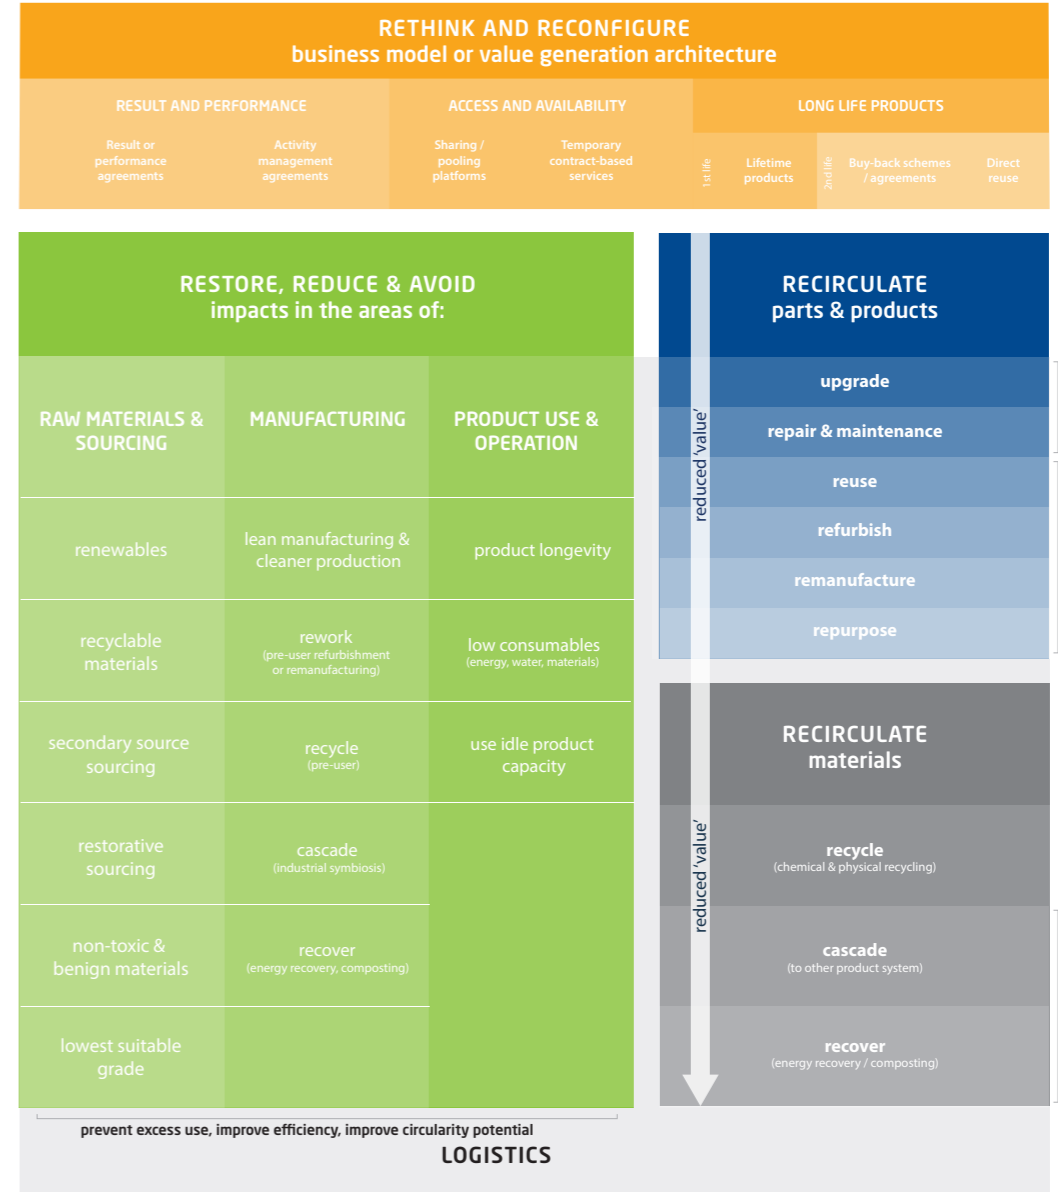 RETHINK AND RECONFIGURE
business model or value generation architecture
RESULT AND PERFORMANCE
ACCESS AND AVAILABILITY
LONG LIFE PRODUCTS
Result or
performance
agreements
Activity
management
agreements
Sharing /
pooling
platforms
Temporary
contract-based
services
1st life
Lifetime
products
2nd life
Buy-back schemes
/ agreements
Direct
reuse
RESTORE, REDUCE & AVOID
impacts in the areas of:
RAW MATERIALS &
SOURCING
renewables
recyclable
materials
secondary source
sourcing
restorative
sourcing
non-toxic &
benign materials
lowest suitable
grade
MANUFACTURING
lean manufacturing &
cleaner production
rework
(pre-user refurbishment
or remanufacturing)
recycle
(pre-user)
cascade
(industrial symbiosis)
recover
(energy recovery, composting)
PRODUCT USE &
OPERATION
product longevity
low consumables
(energy, water, materials)
use idle product
capacity
RECIRCULATE
parts & products
reduced 'value'
upgrade
repair & maintenance
reuse
refurbish
remanufacture
repurpose
RECIRCULATE
materials
reduced 'value'
recycle
(chemical & physical recycling)
cascade
(to other product system)
recover
(energy recovery / composting)
prevent excess use, improve efficiency, improve circularity potential
LOGISTICS